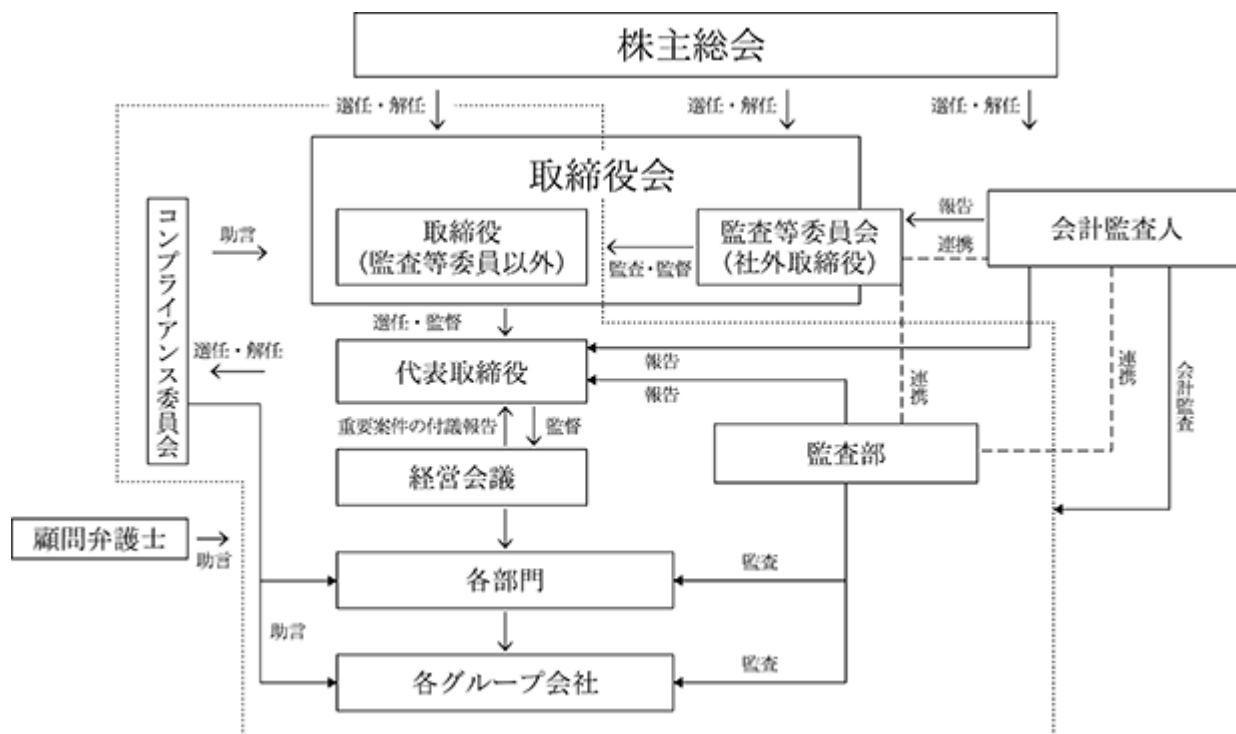 株主総会
選任・解任
選任・解任
選任・解任
取締役会
取締役
（監査等委員以外）
監査・監督
監査等委員会
（社外取締役）
報告
連携
会計監査人
コンプライアンス委員会
助言
選任・解任
選任・監督
代表取締役
報告
報告
連携
連携
会計監査
重要案件の付議報告
監督
経営会議
監査部
顧問弁護士
助言
各部門
監査
助言
各グループ会社
監査